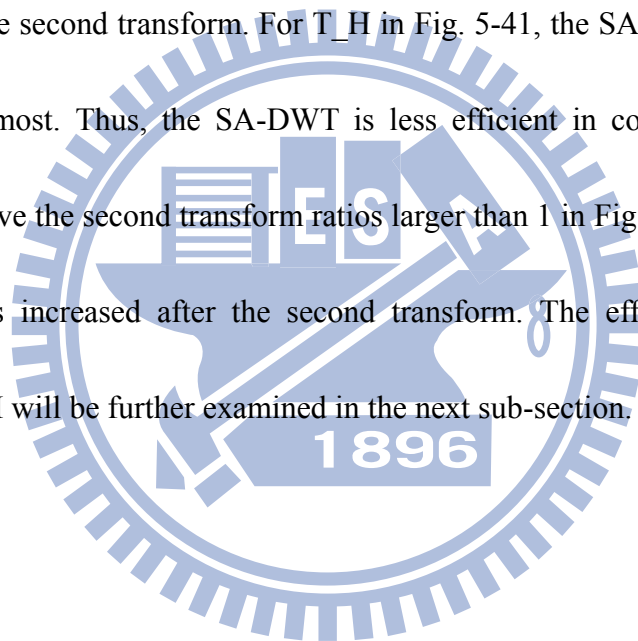 e second transform. For T_H in Fig. 5-41, the SA
most. Thus, the SA-DWT is less efficient in co
ve the second transform ratios larger than 1 in Fig
s increased after the second transform. The eff
I will be further examined in the next sub-section.
E S A
8
1896